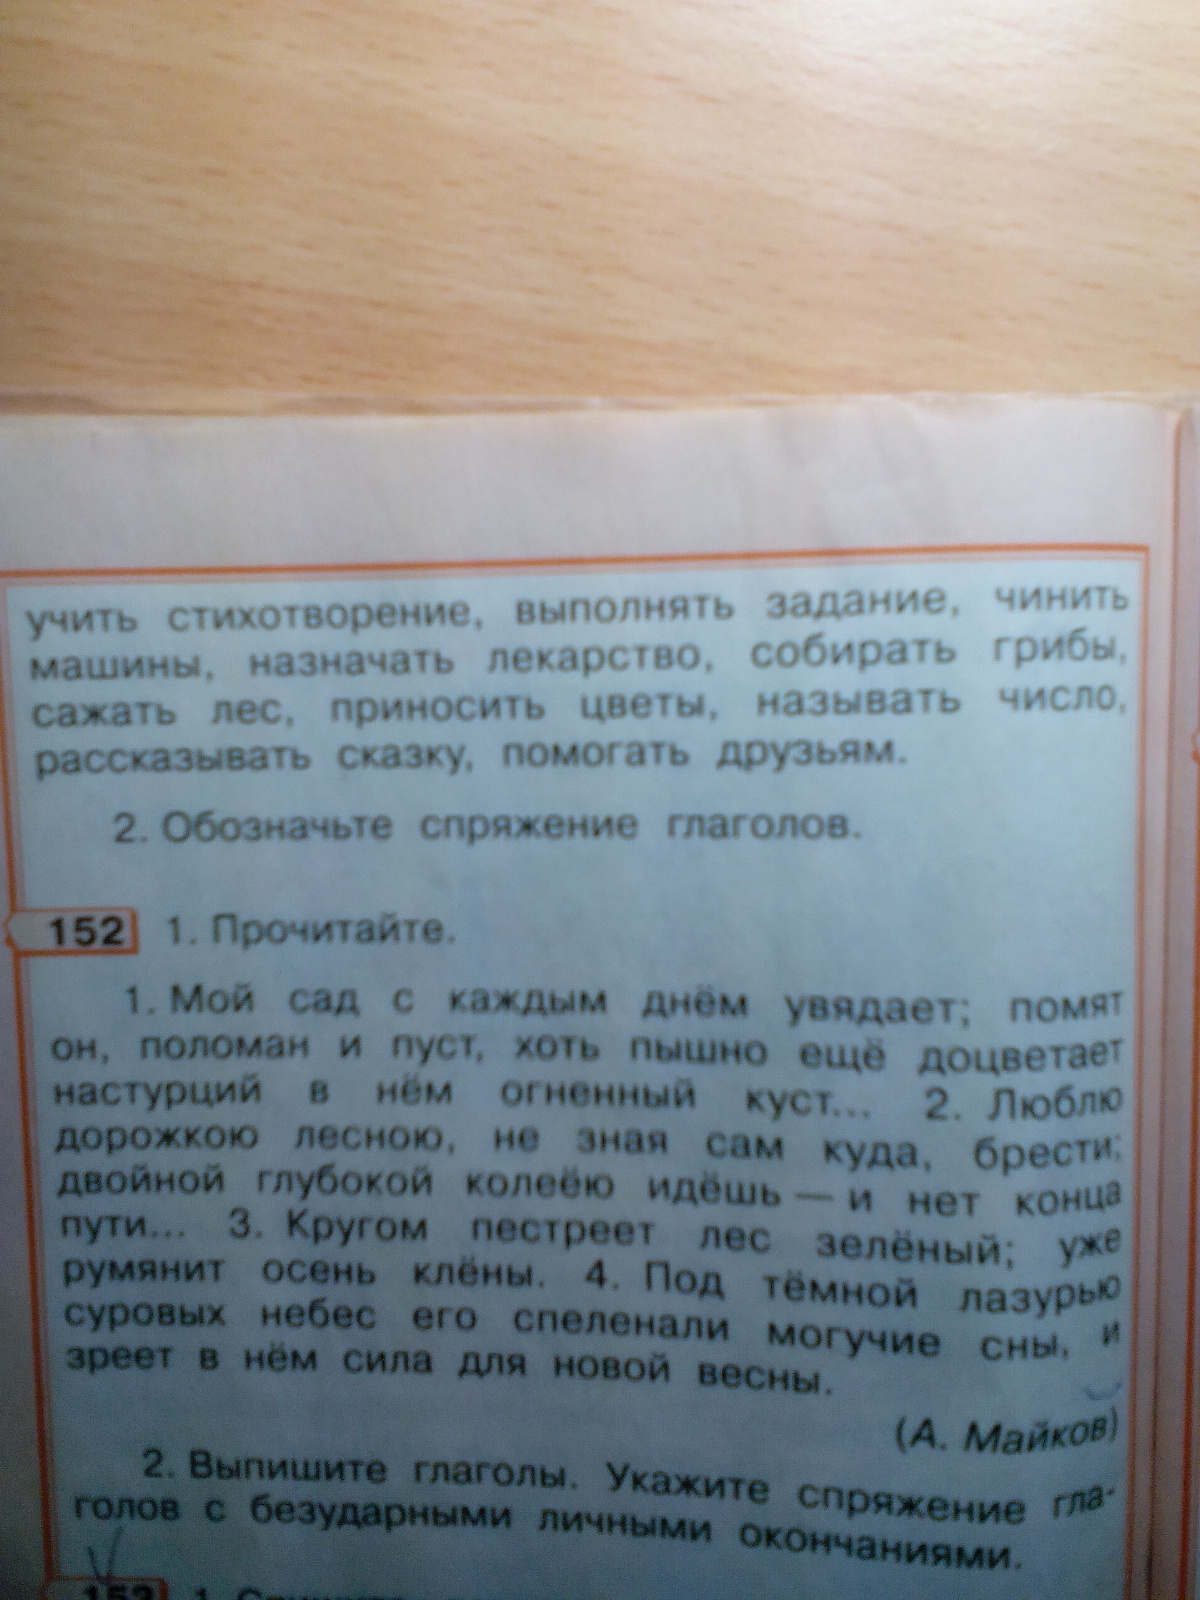 учить стихотворение, выполнять задание, чинить
машины, назначать лекарство, собирать грибы,
сажать лес, приносить цветы, называть число,
рассказывать сказку, помогать друзьям.
2. Обозначьте спряжение глаголов.
152 1. Прочитайте.
1. Мой сад с каждым днём увядает; помят
он, поломан и пуст, хоть пышно ещё доцветает
настурций в нём огненный куст... 2. Люблю
дорожкою лесною, не зная сам куда, брести;
двойной глубокой колеёю идёшь — и нет конца
пути... 3. Кругом пестреет лес зелёный; уже
румянит осень клёны. 4. Под тёмной лазурью
суровых небес его спеленали могучие сны, и
зреет в нём сила для новой весны.
(А. Майков)
2. Выпишите глаголы. Укажите спряжение гла-
голов с безударными личными окончаниями.
153 1.